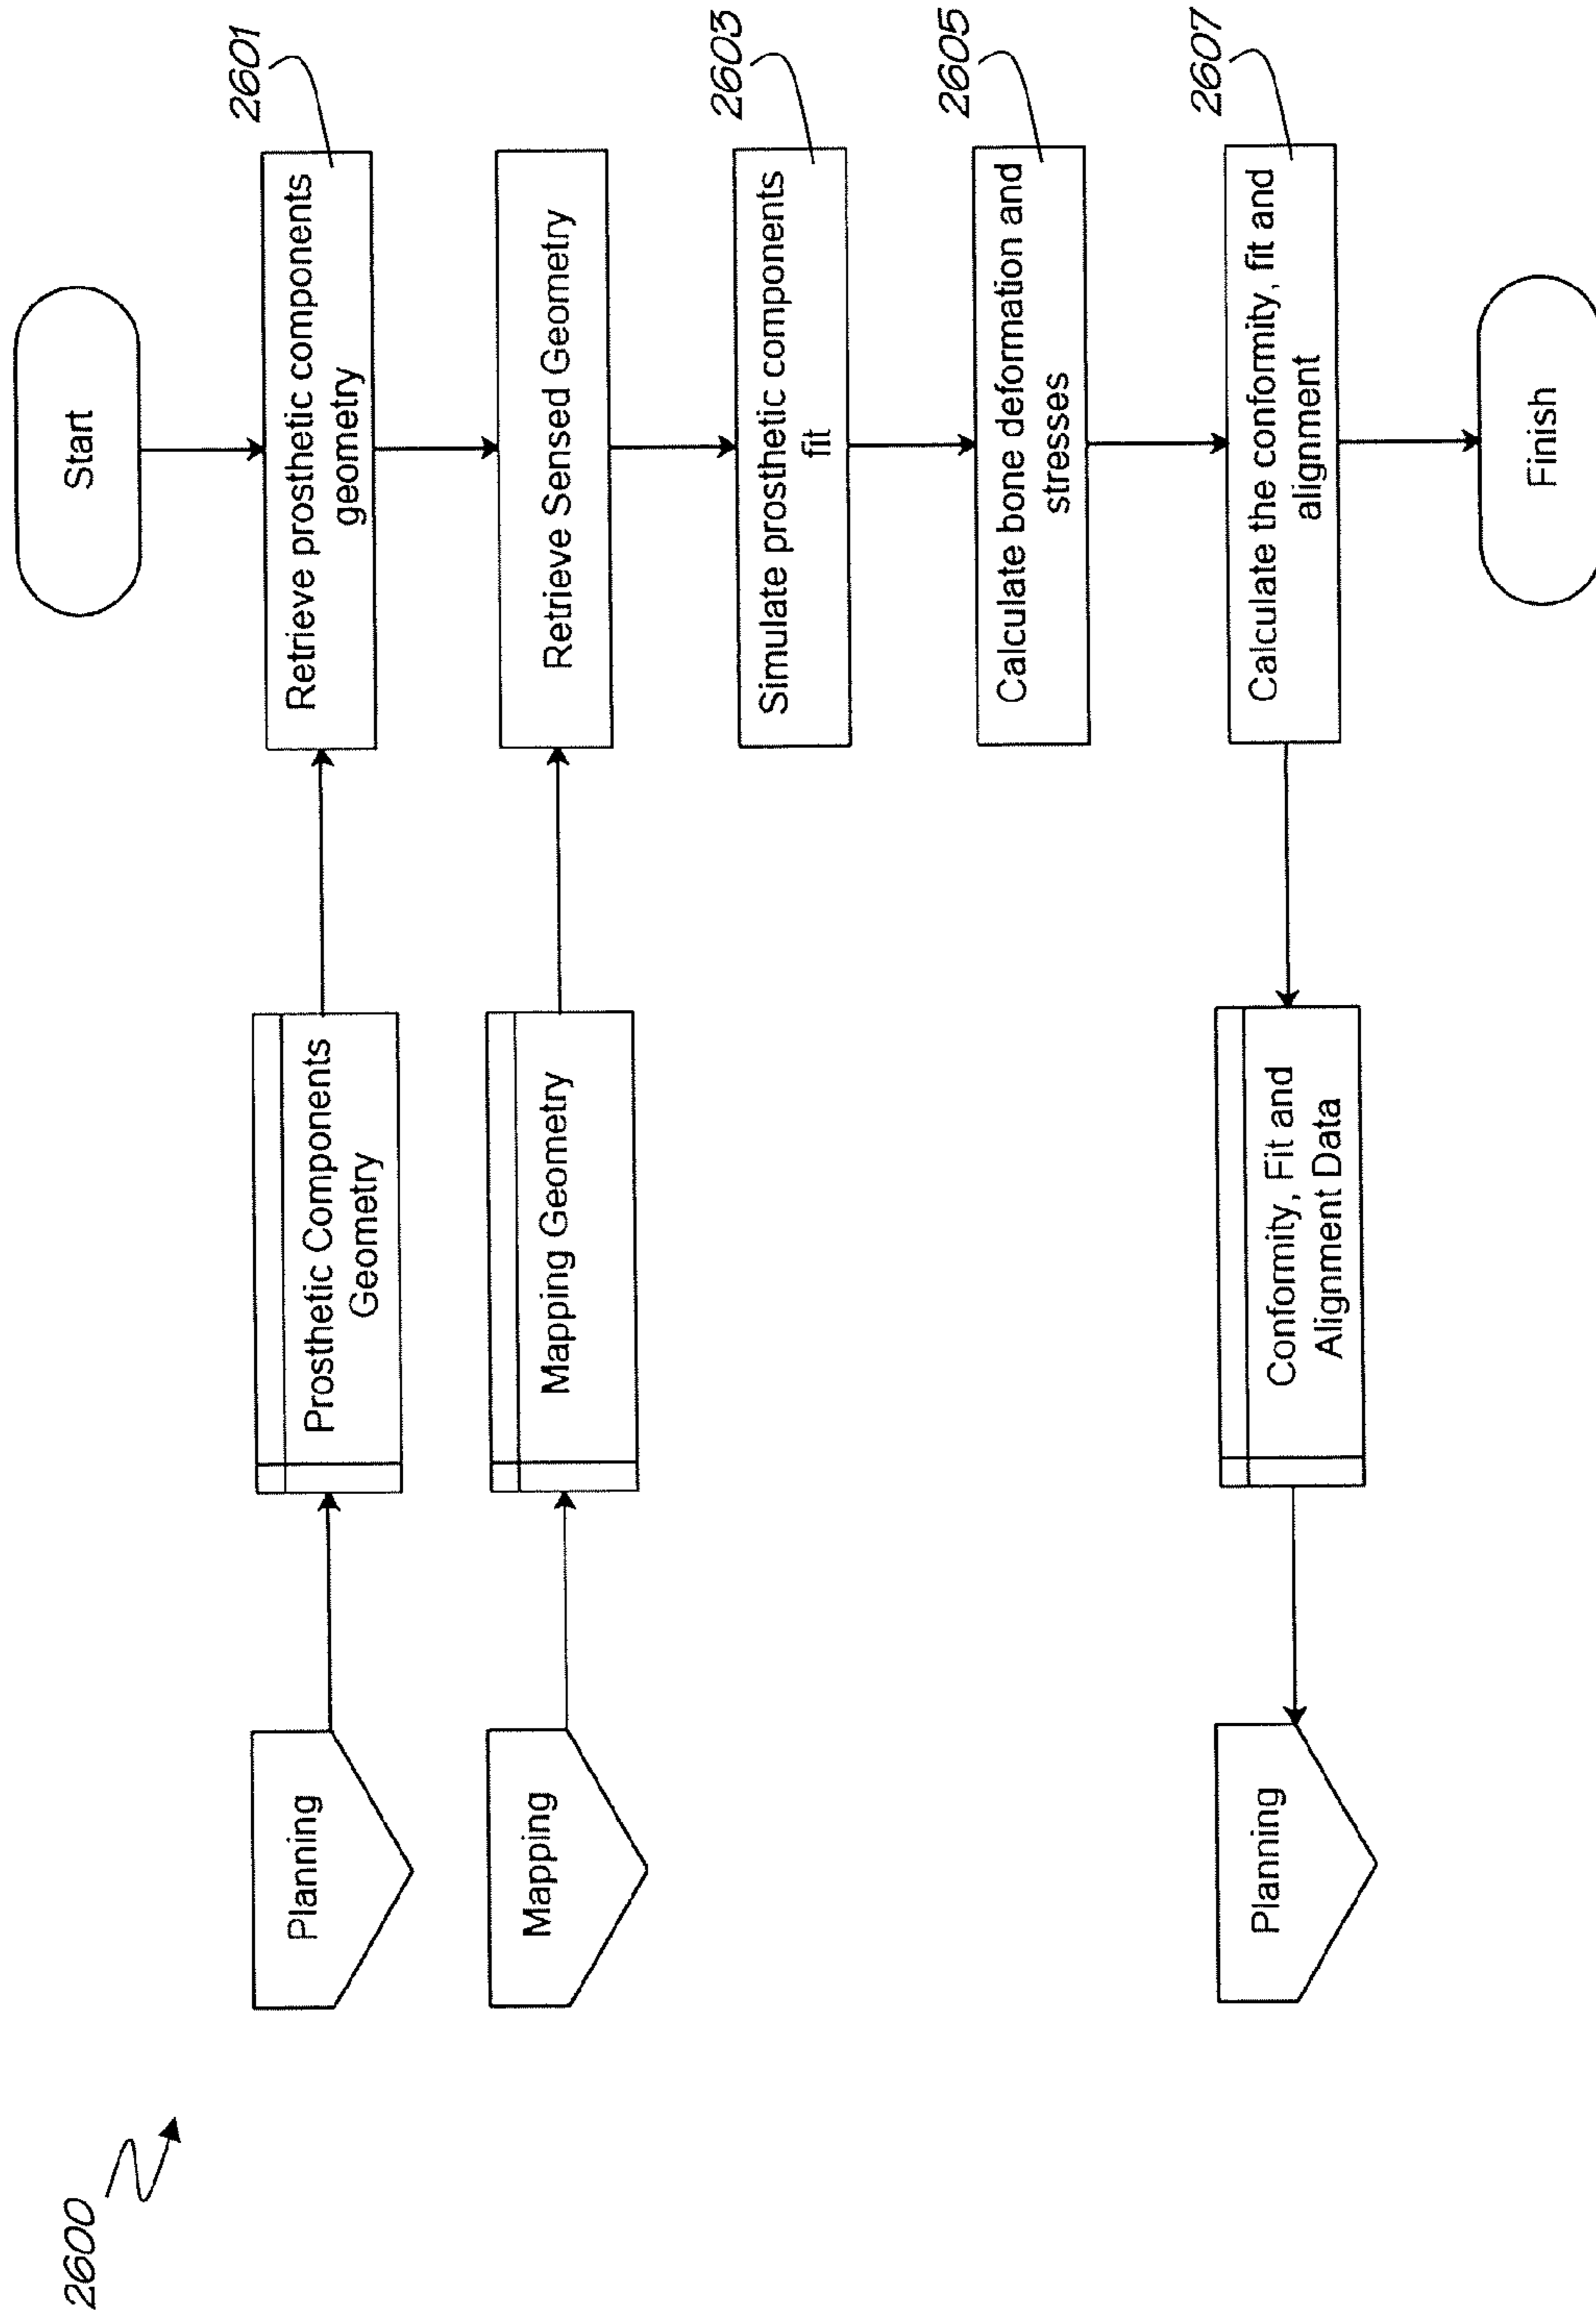 2600
Start
Planning
Prosthetic Components
Geometry
Retrieve prosthetic components
geometry
2601
Mapping
Mapping Geometry
Retrieve Sensed Geometry
Simulate prosthetic components
fit
2603
Calculate bone deformation and
stresses
2605
Planning
Conformity, Fit and
Alignment Data
Calculate the conformity, fit and
alignment
2607
Finish